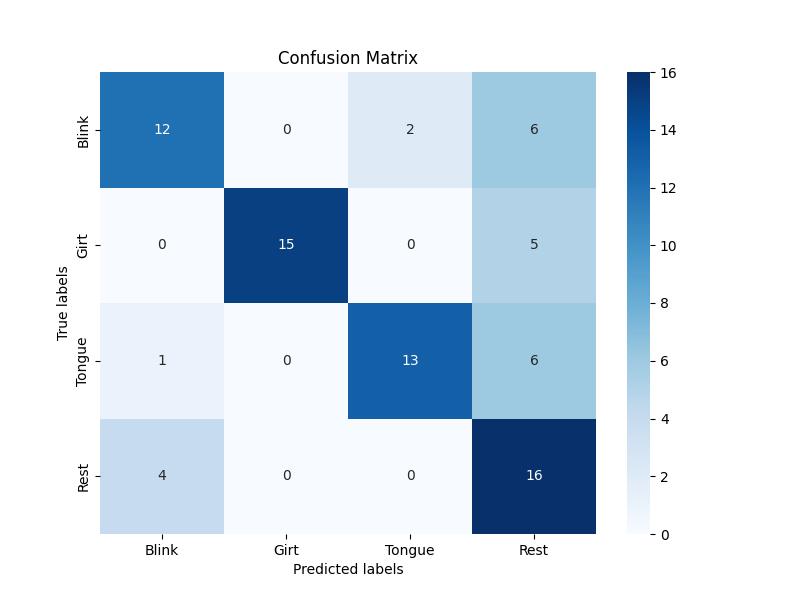 Confusion Matrix
True labels
Blink 12 0 2 6
Girt 0 15 0 5
Tongue 1 0 13 6
Rest 4 0 0 16
Blink Girt Tongue Rest
Predicted labels
16
14
12
10
8
6
4
2
0